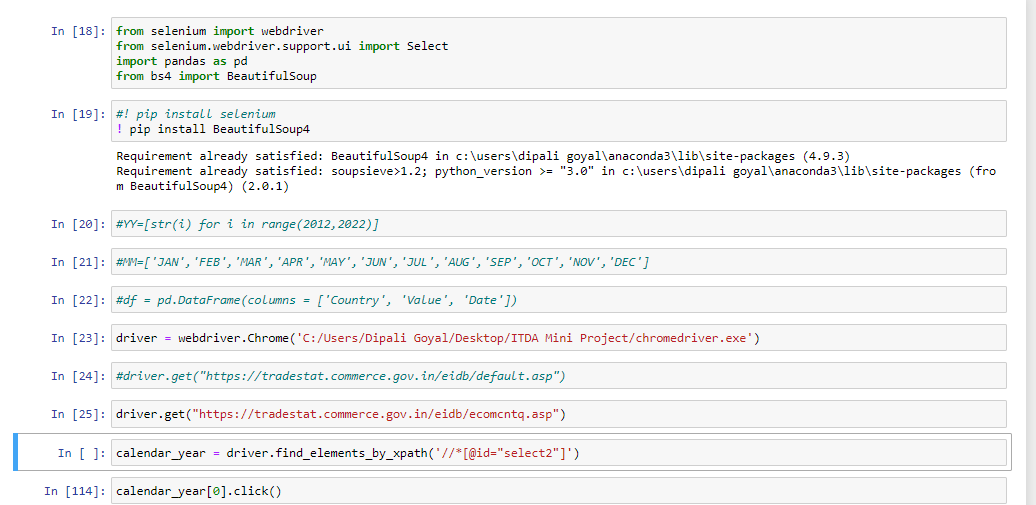 In [18]: from selenium import webdriver
from selenium.webdriver.support.ui import Select
import pandas as pd
from bs4 import BeautifulSoup
In [19]: #! pip install selenium
! pip install BeautifulSoup4
Requirement already satisfied: BeautifulSoup4 in c:\users\dipali goyal\anaconda3\lib\site-packages (4.9.3)
Requirement already satisfied: soupsieve>1.2; python_version >= "3.0" in c:\users\dipali goyal\anaconda3\lib\site-packages (fro
m BeautifulSoup4) (2.0.1)
In [20]: #YY=[str(i) for i in range(2012,2022)]
In [21]: #MM=['JAN','FEB','MAR','APR','MAY','JUN','JUL','AUG','SEP','OCT','NOV','DEC']
In [22]: #df = pd.DataFrame(columns = ['Country', 'Value', 'Date'])
In [23]: driver = webdriver.Chrome('C:/Users/Dipali Goyal/Desktop/ITDA Mini Project/chromedriver.exe')
In [24]: #driver.get("https://tradestat.commerce.gov.in/eidb/default.asp")
In [25]: driver.get("https://tradestat.commerce.gov.in/eidb/ecomcntq.asp")
In [ ]: calendar_year = driver.find_elements_by_xpath('//*[@id="select2"]')
In [114]: calendar_year[0].click()